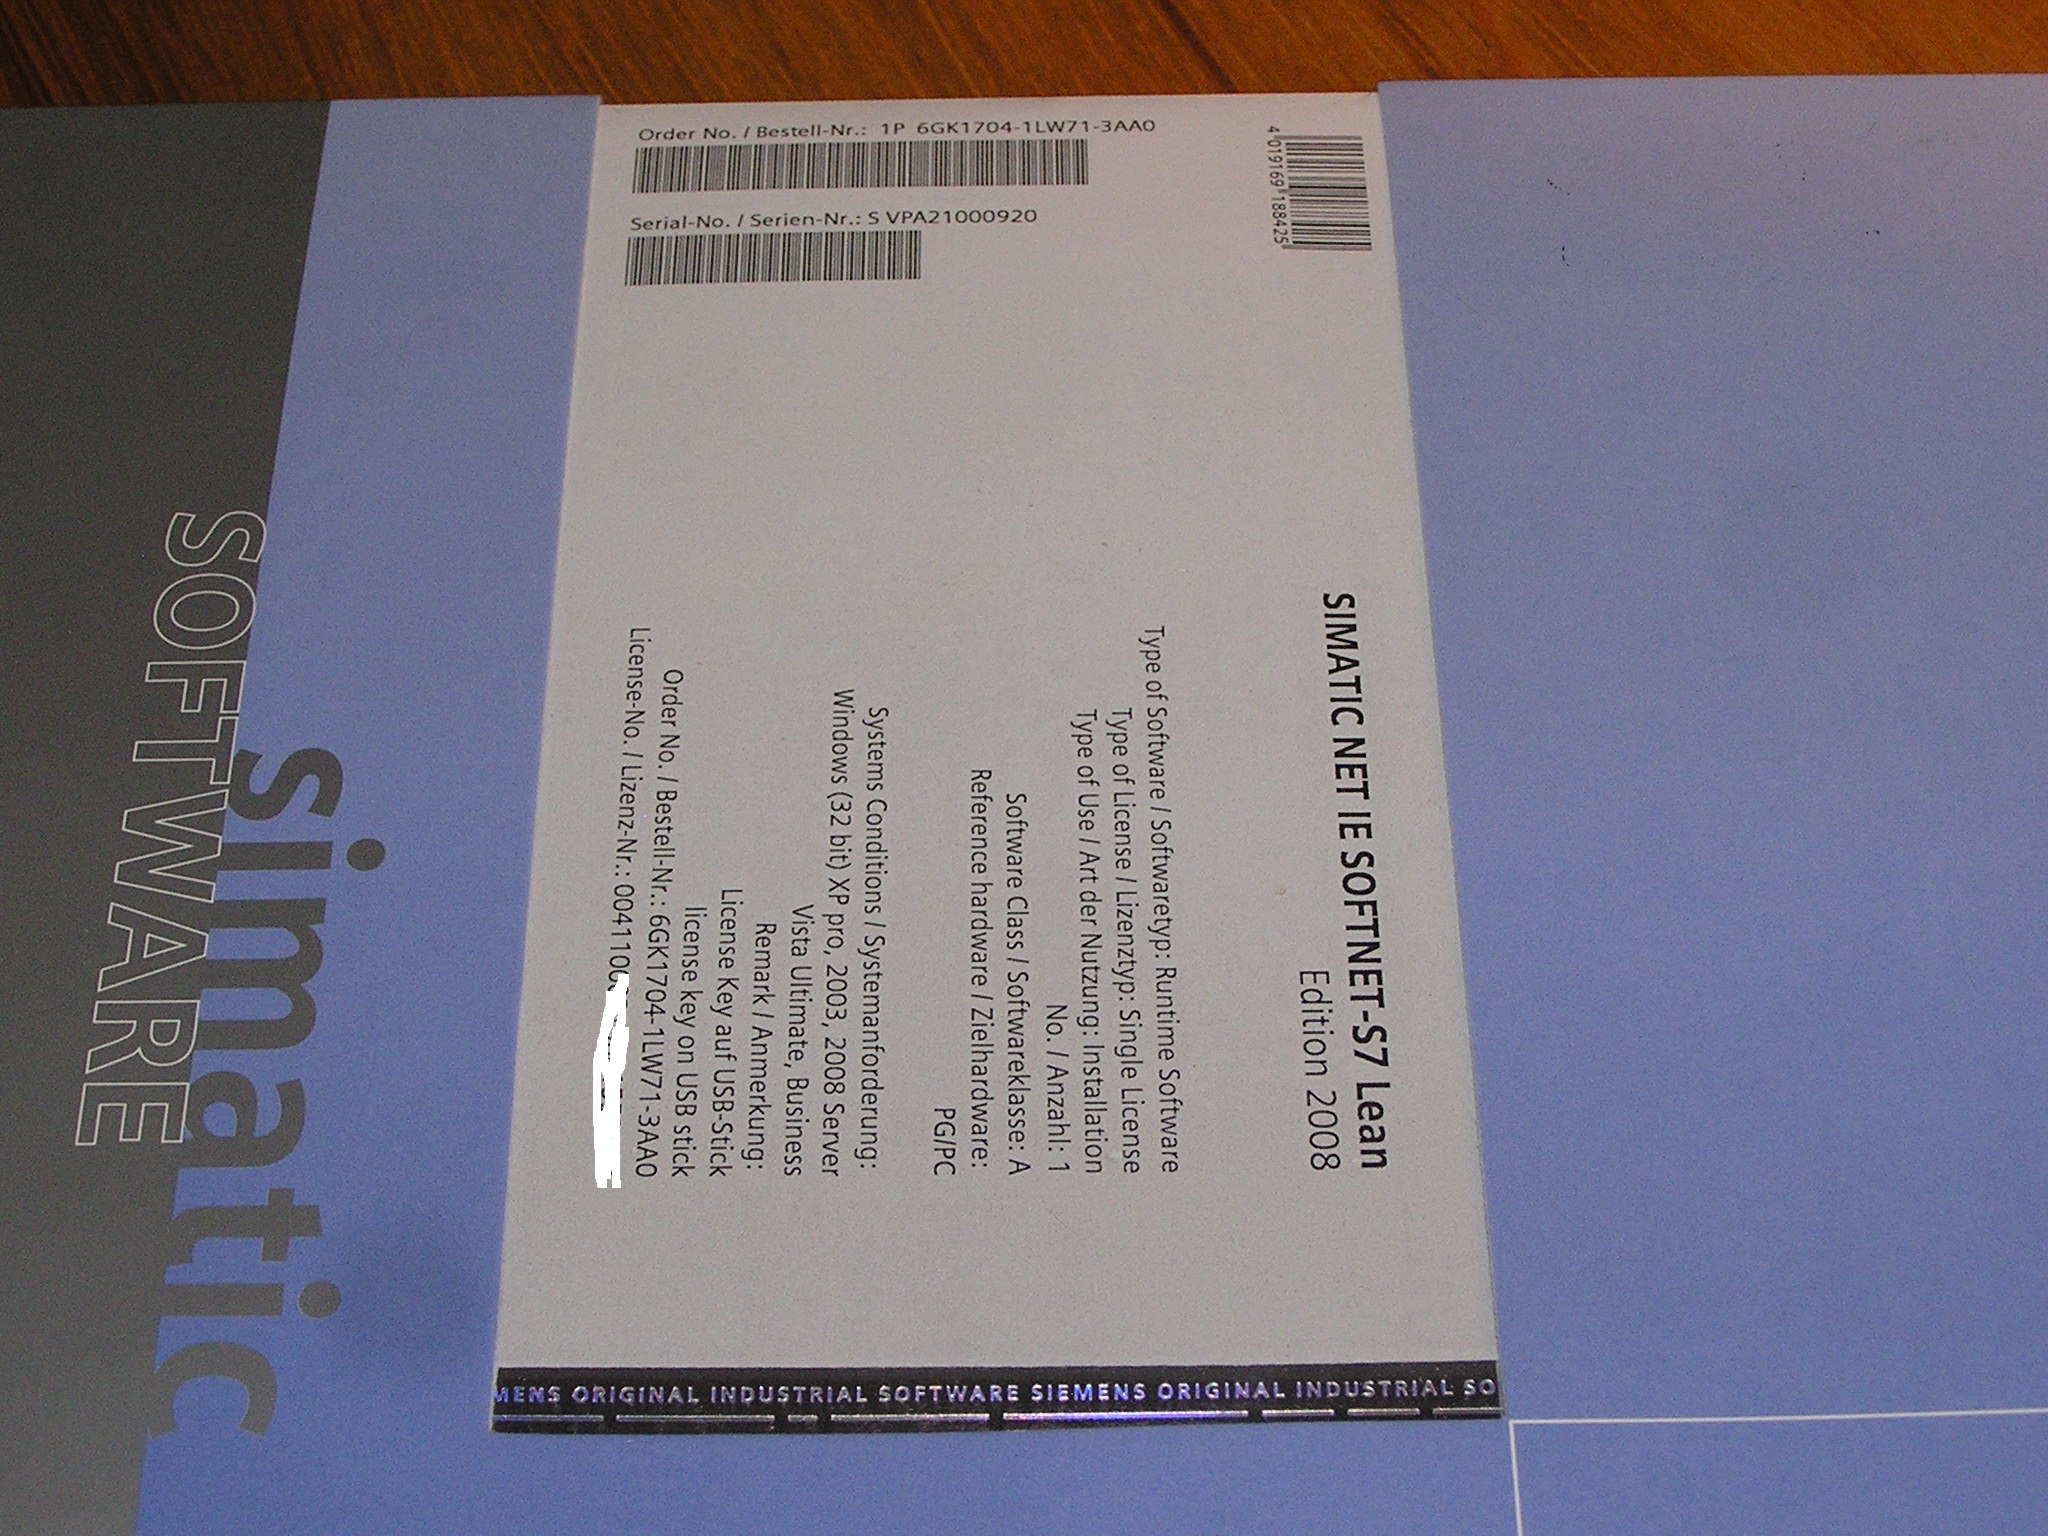 Order No. / Bestell-Nr.: 1P 6GK1704-1LW71-3AA0
Serial-No. / Serien-Nr.: S VPA21000920
4 019169 188425
SIMATIC NET IE SOFTNET-S7 Lean
Edition 2008
Type of Software / Softwaretyp: Runtime Software
Type of License / Lizenztyp: Single License
Type of Use / Art der Nutzung: Installation
No. / Anzahl: 1
Software Class / Softwareklasse: A
Reference hardware / Zielhardware:
PG/PC
Systems Conditions / Systemanforderung:
Windows (32 bit) XP pro, 2003, 2008 Server
Vista Ultimate, Business
Remark / Anmerkung:
License Key auf USB-Stick
license key on USB stick
Order No. / Bestell-Nr.: 6GK1704-1LW71-3AA0
License-No. / Lizenz-Nr.:
simatic
SOFTWARE
ORIGINAL INDUSTRIAL SOFTWARE SIEMENS ORIGINAL INDUSTRIAL